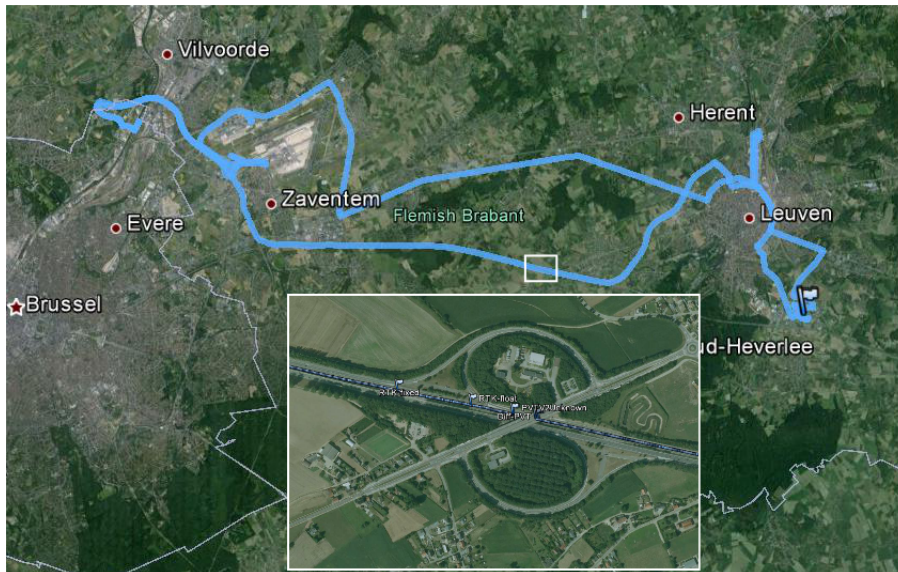 Vilvoorde
Herent
Zaventem
Flemish Brabant
Leuven
Evere
Brussel
ud-Heverlee
RTK-fixed
RTK-float